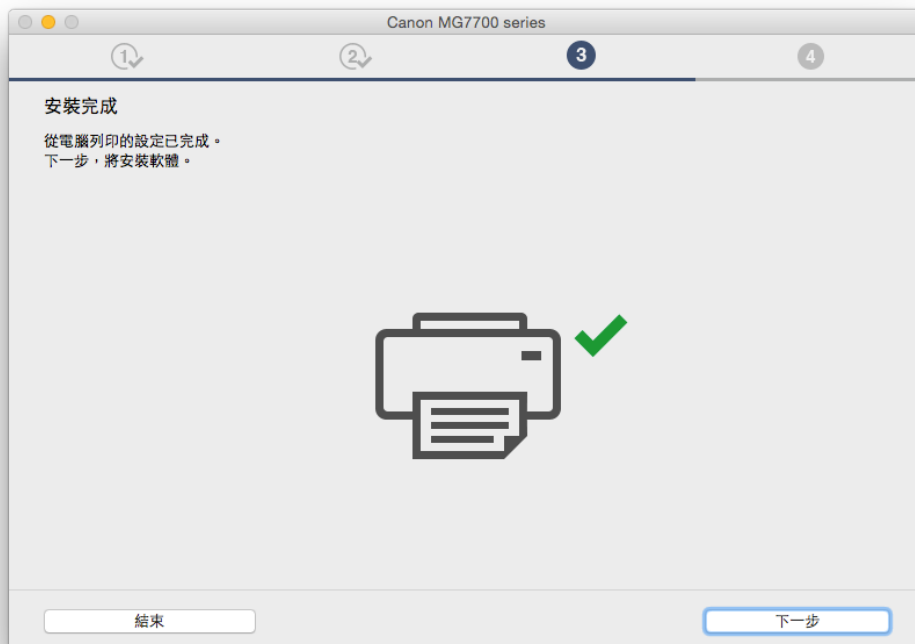 Canon MG7700 series
1
2
3
4
安裝完成
從電腦列印的設定已完成。
下一步，將安裝軟體。
結束
下一步